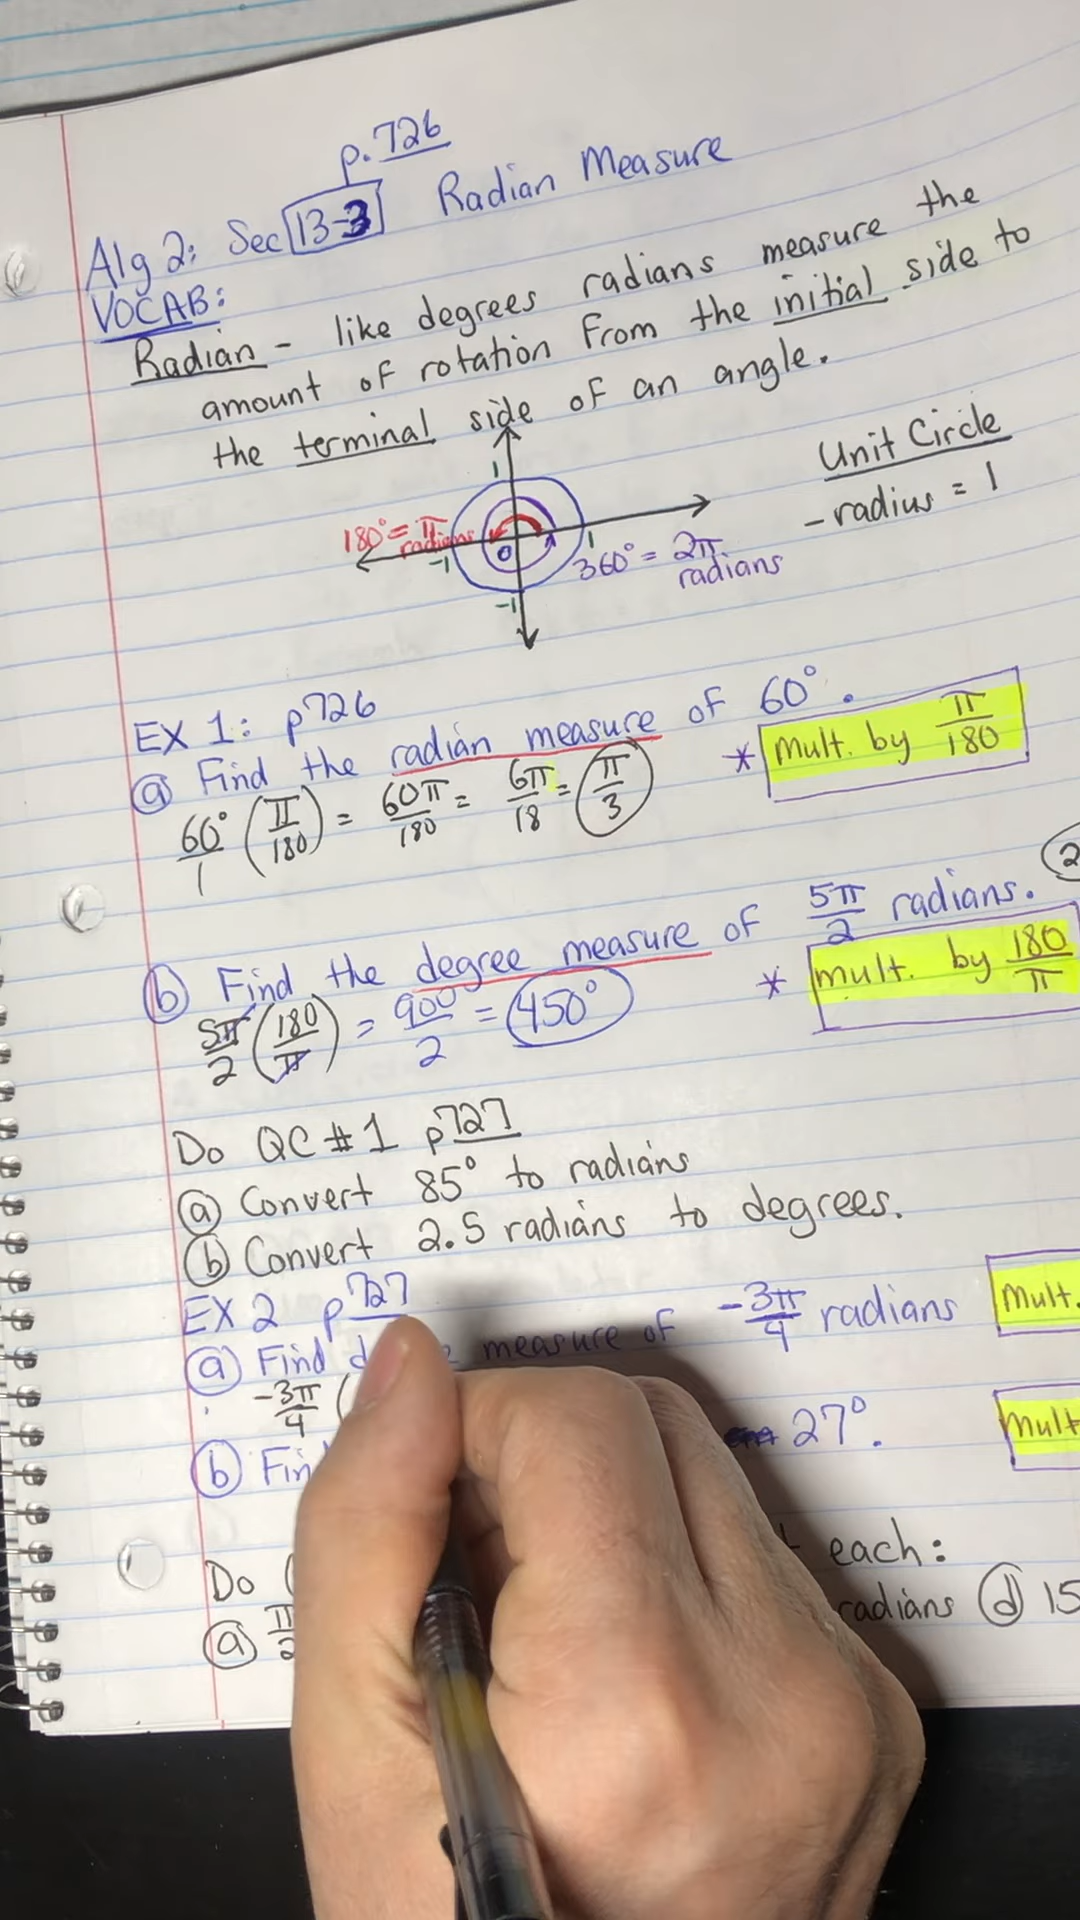 p.726
Alg 2: Sec 13-3 Radian Measure
VOCAB:
Radian - like degrees radians measure the
amount of rotation from the initial side to
the terminal side of an angle.
Unit Circle
- radius = 1
1
180° = π
radians
-1
0
1
360° = 2π
radians
-1
EX 1: p726
(a) Find the radian measure of 60°.
* mult. by π/180
60°/1 (π/180) = 60π/180 = 6π/18 = π/3
2
(b) Find the degree measure of 5π/2 radians.
* mult. by 180/π
5π/2 (180/π) = 900/2 = 450°
Do QC #1 p727
(a) Convert 85° to radians
(b) Convert 2.5 radians to degrees.
EX 2 p727
(a) Find measure of -3π/4 radians
mult.
-3π/4 (
(b) 27°.
mult
Do each:
(a) π/2 radians (d) 15